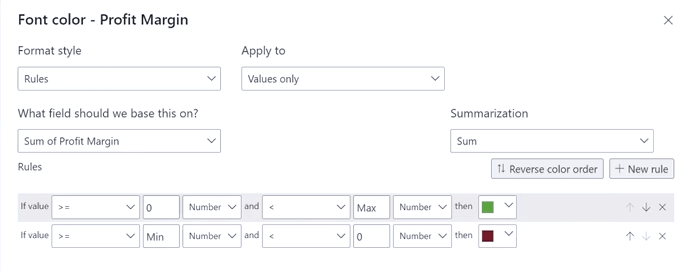 Font color - Profit Margin
Format style Apply to
Rules Values only
What field should we base this on? Summarization
Sum of Profit Margin Sum
Rules Reverse color order New rule
If value >= 0 Number and < Max Number then
If value >= Min Number and < 0 Number then